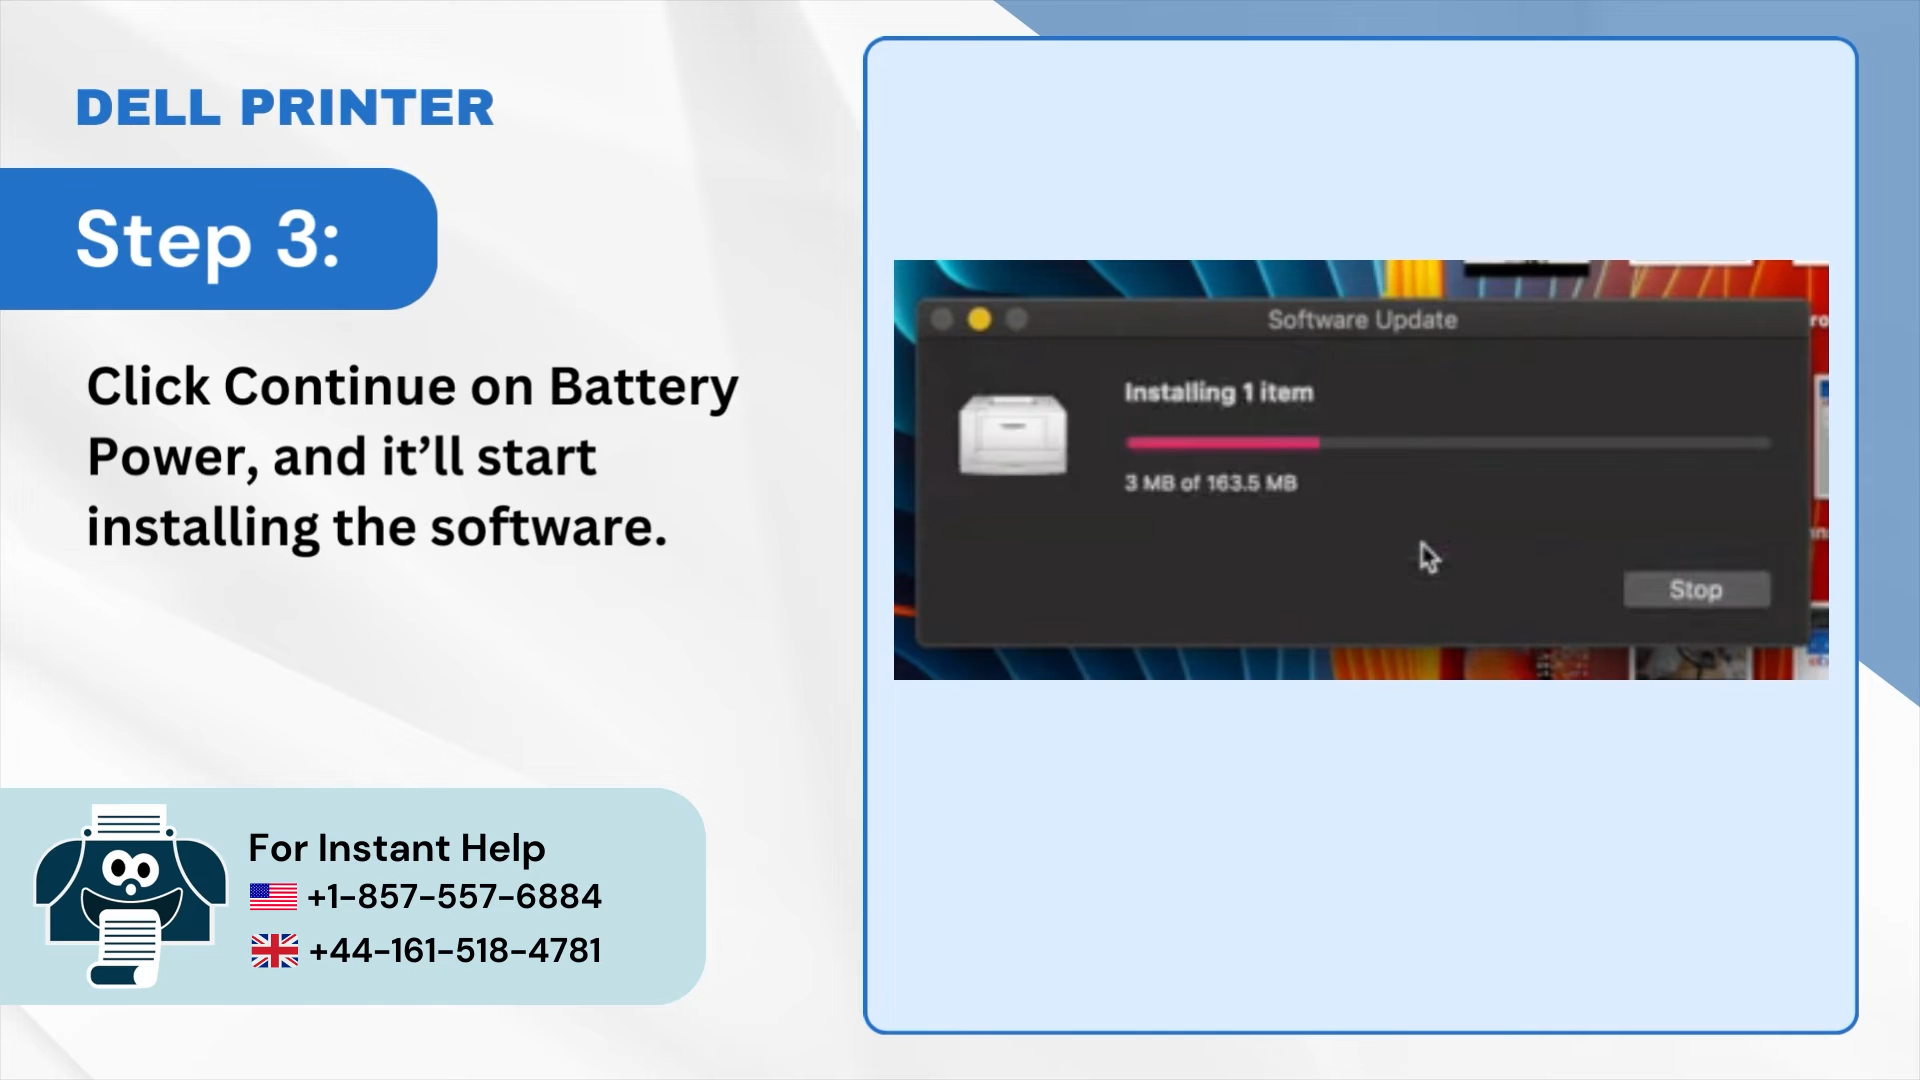 DELL PRINTER
Step 3:
Click Continue on Battery
Power, and it’ll start
installing the software.
For Instant Help
+1-857-557-6884
+44-161-518-4781
Software Update
Installing 1 item
3 MB of 163.5 MB
Stop